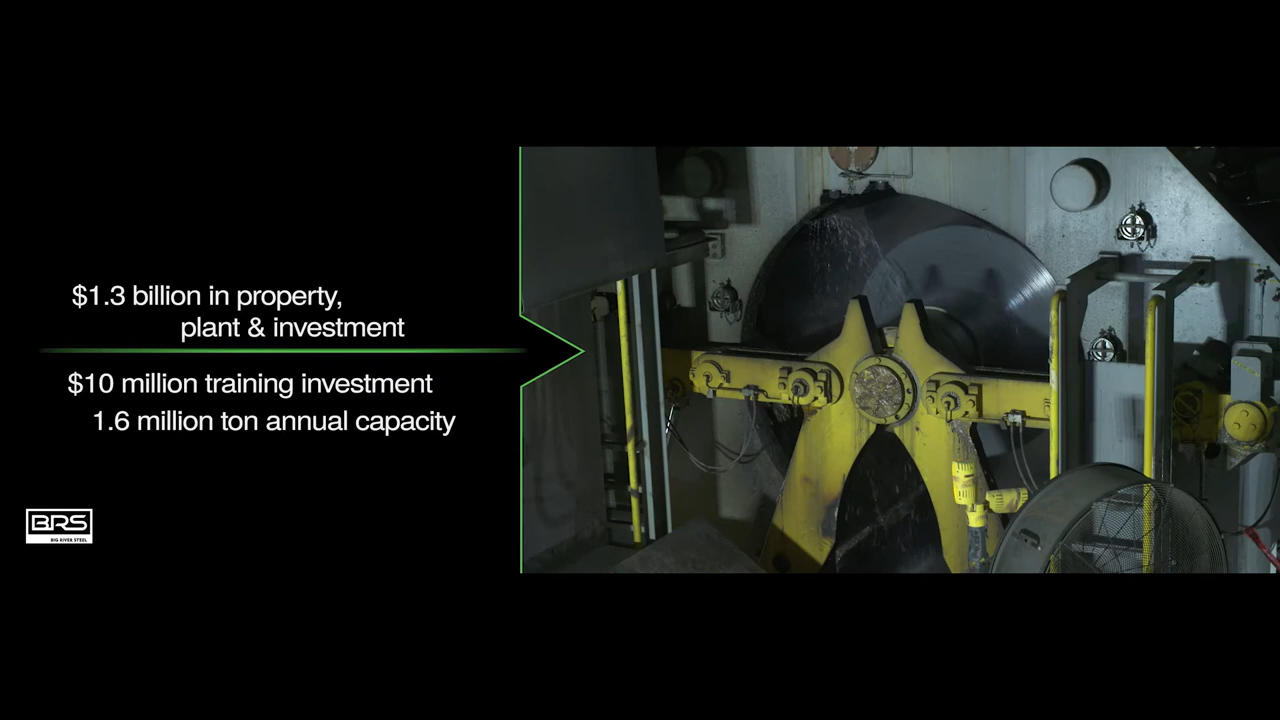 $1.3 billion in property,
plant & investment
$10 million training investment
1.6 million ton annual capacity
BRS
BIG RIVER STEEL